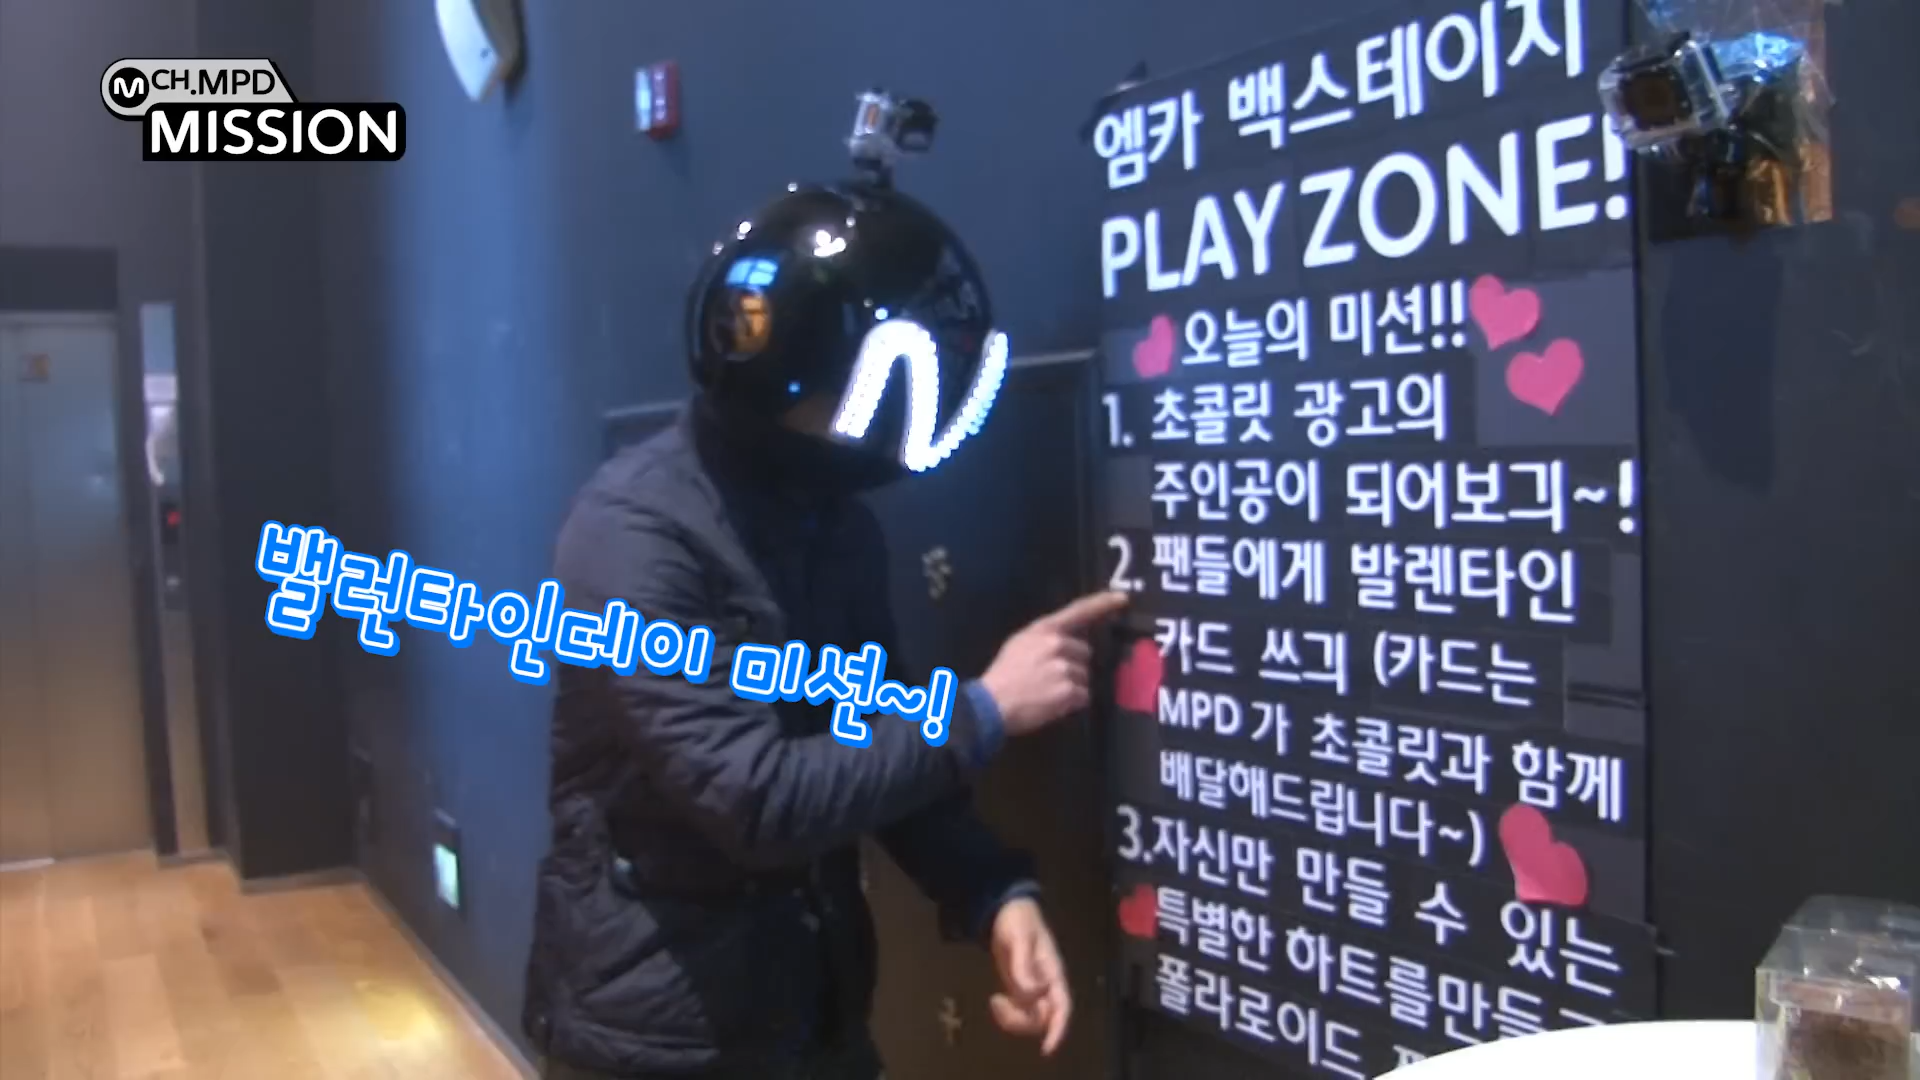 CH.MPD
MISSION
엠카 백스테이지
PLAY ZONE!
오늘의 미션!!
1. 초콜릿 광고의
주인공이 되어보긔~!
2. 팬들에게 발렌타인
카드 쓰긔 (카드는
MPD가 초콜릿과 함께
배달해드립니다~)
3.자신만 만들 수 있는
특별한 하트를만들
폴라로이드
밸런타인데이 미션~!